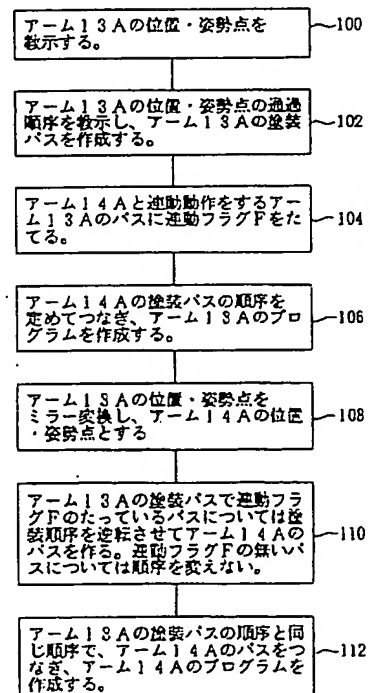 アーム13Aの位置・姿勢点を
教示する。
100
アーム13Aの位置・姿勢点の通過
順序を教示し、アーム13Aの塗装
パスを作成する。
102
アーム14Aと連動動作をするアー
ム13Aのパスに連動フラグFをた
てる。
104
アーム14Aの塗装パスの順序を
定めてつなぎ、アーム13Aのプロ
グラムを作成する。
106
アーム13Aの位置・姿勢点を
ミラー変換し、アーム14Aの位置
・姿勢点とする
108
アーム13Aの塗装パスで連動フラ
グFのたっているパスについては塗
装順序を逆転させてアーム14Aの
パスを作る。連動フラグFの無いパ
スについては順序を変えない。
110
アーム13Aの塗装パスの順序と同
じ順序で、アーム14Aのパスをつ
なぎ、アーム14Aのプログラムを
作成する。
112